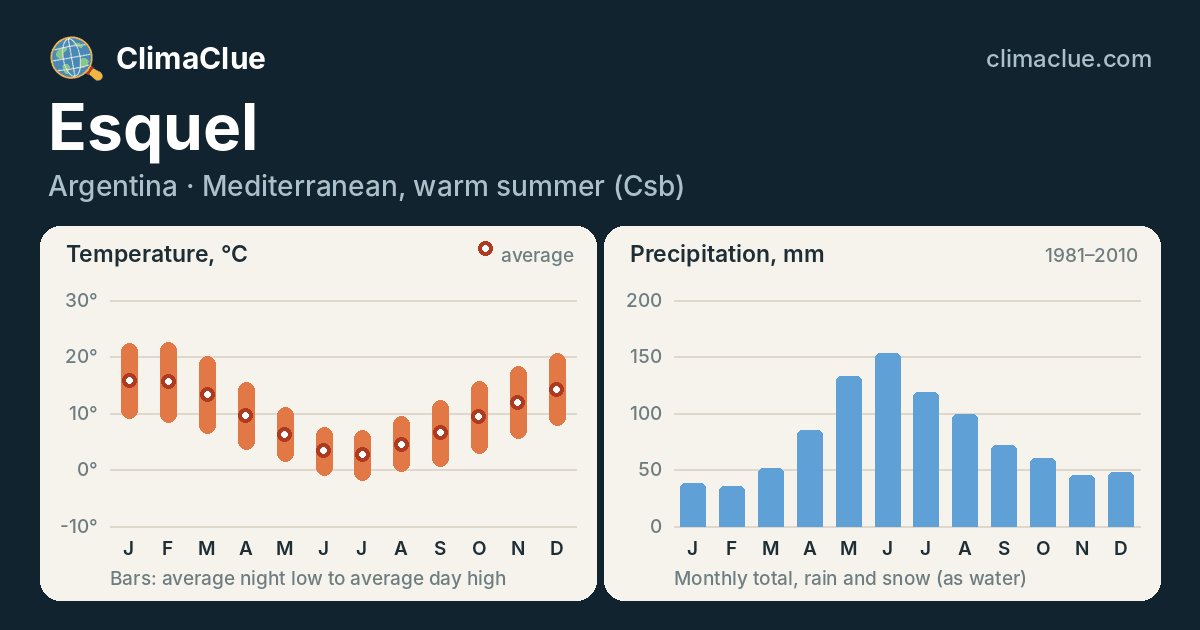 ClimaClue
climaclue.com
Esquel
Argentina · Mediterranean, warm summer (Csb)
Temperature, °C
average
30°
20°
10°
0°
-10°
J F M A M J J A S O N D
Bars: average night low to average day high
Precipitation, mm
1981–2010
200
150
100
50
0
J F M A M J J A S O N D
Monthly total, rain and snow (as water)